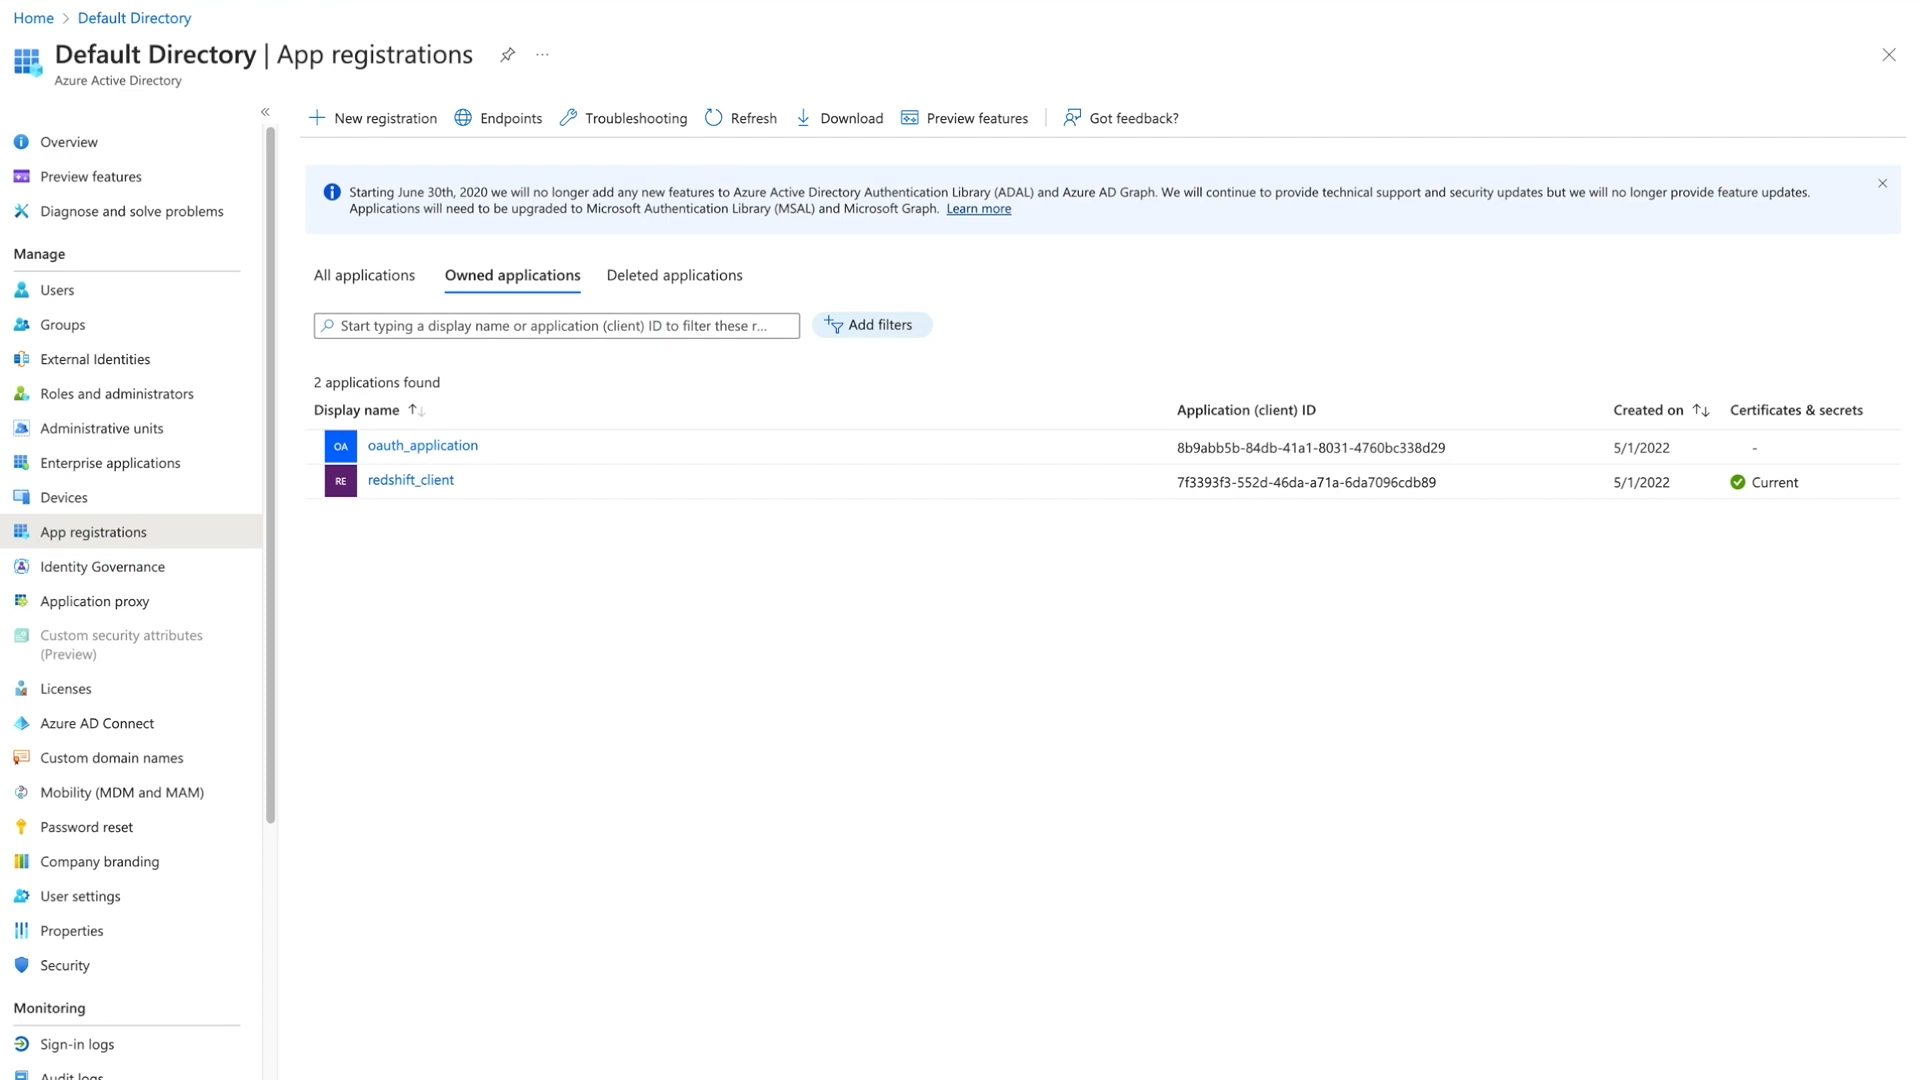 Home > Default Directory
Default Directory | App registrations
Azure Active Directory
Overview
Preview features
Diagnose and solve problems
Manage
Users
Groups
External Identities
Roles and administrators
Administrative units
Enterprise applications
Devices
App registrations
Identity Governance
Application proxy
Custom security attributes
(Preview)
Licenses
Azure AD Connect
Custom domain names
Mobility (MDM and MAM)
Password reset
Company branding
User settings
Properties
Security
Monitoring
Sign-in logs
Audit logs
New registration Endpoints Troubleshooting Refresh Download Preview features Got feedback?
Starting June 30th, 2020 we will no longer add any new features to Azure Active Directory Authentication Library (ADAL) and Azure AD Graph. We will continue to provide technical support and security updates but we will no longer provide feature updates.
Applications will need to be upgraded to Microsoft Authentication Library (MSAL) and Microsoft Graph. Learn more
All applications Owned applications Deleted applications
Start typing a display name or application (client) ID to filter these r... Add filters
2 applications found
Display name Application (client) ID Created on Certificates & secrets
OA oauth_application 8b9abb5b-84db-41a1-8031-4760bc338d29 5/1/2022 -
RE redshift_client 7f3393f3-552d-46da-a71a-6da7096cdb89 5/1/2022 Current